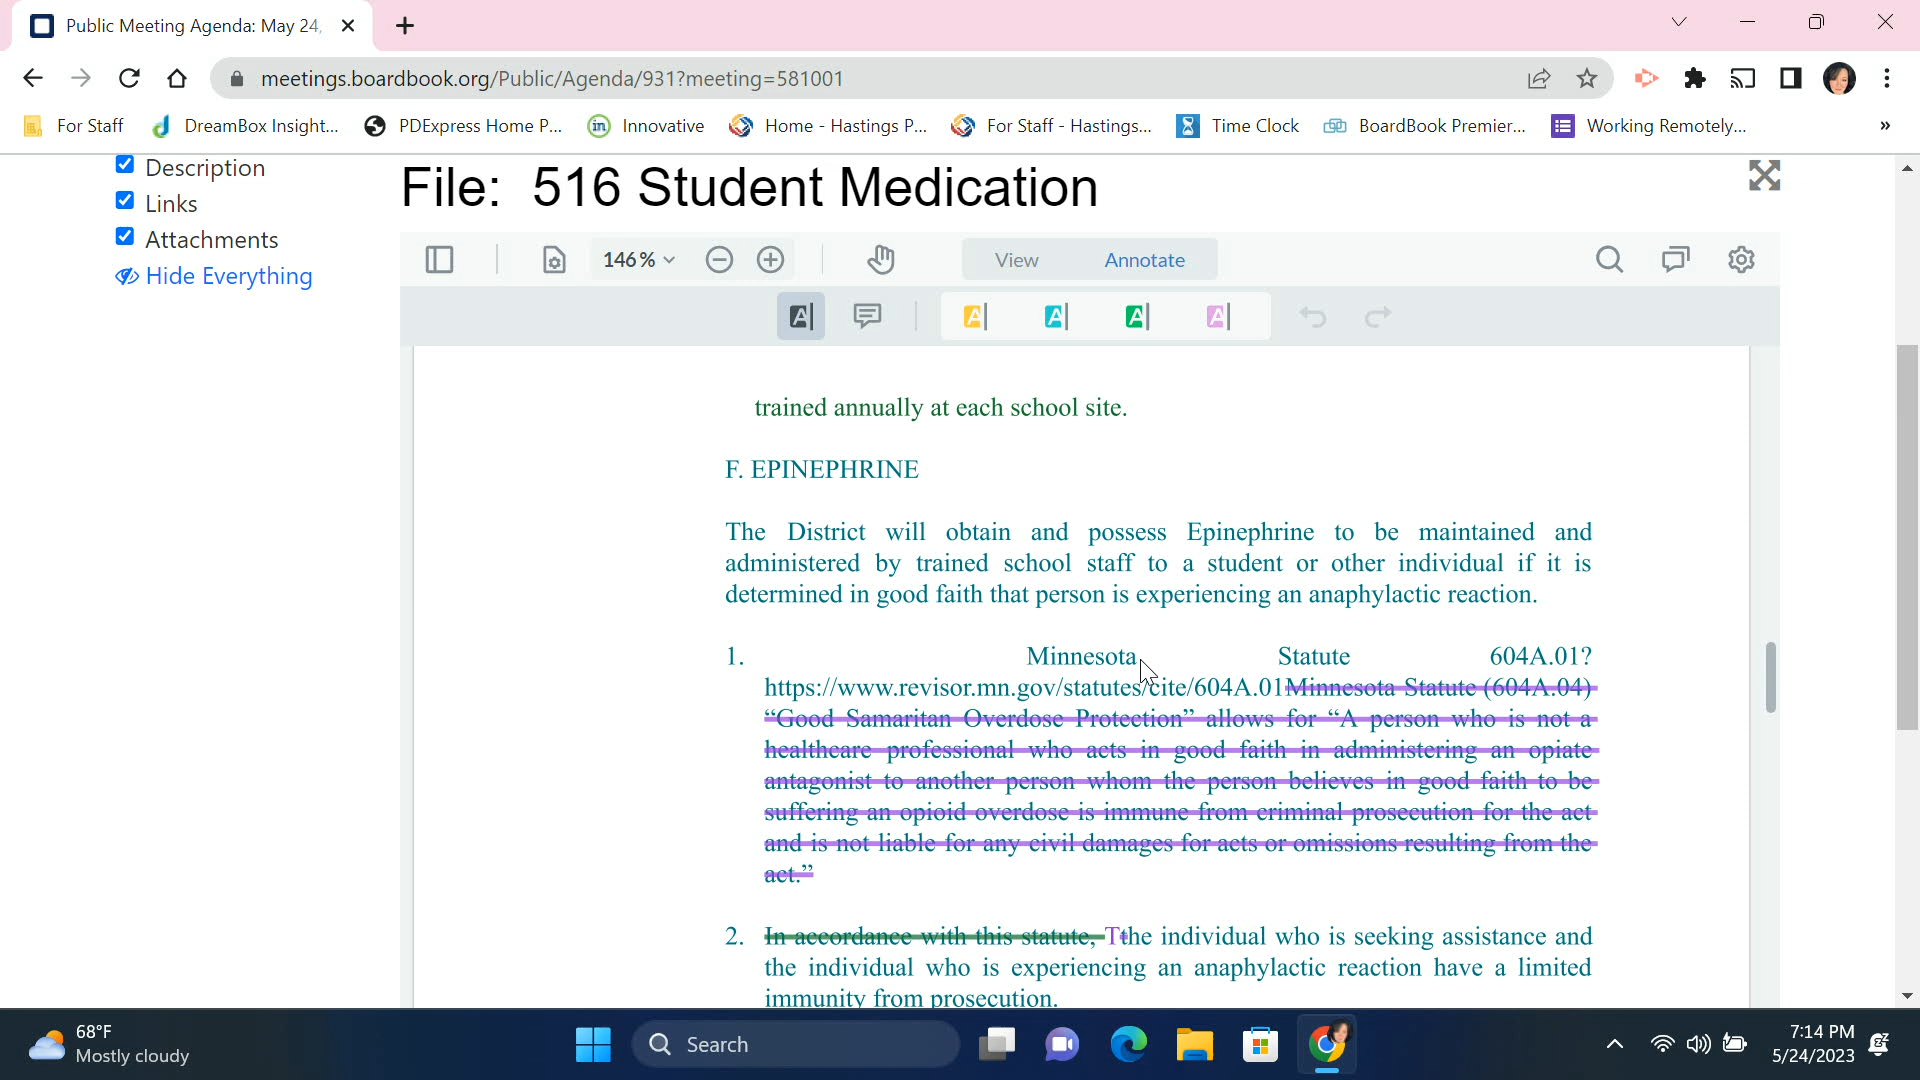 Public Meeting Agenda: May 24,
meetings.boardbook.org/Public/Agenda/931?meeting=581001
For Staff
DreamBox Insight...
PDExpress Home P...
in Innovative
Home - Hastings P...
For Staff - Hastings...
Time Clock
BoardBook Premier...
Working Remotely...
»
Description
Links
Attachments
Hide Everything
File: 516 Student Medication
146%
View
Annotate
A
A
A
A
A
trained annually at each school site.
F. EPINEPHRINE
The District will obtain and possess Epinephrine to be maintained and
administered by trained school staff to a student or other individual if it is
determined in good faith that person is experiencing an anaphylactic reaction.
1. Minnesota Statute 604A.01?
https://www.revisor.mn.gov/statutes/cite/604A.01Minnesota Statute (604A.04)
“Good Samaritan Overdose Protection” allows for “A person who is not a
healthcare professional who acts in good faith in administering an opiate
antagonist to another person whom the person believes in good faith to be
suffering an opioid overdose is immune from criminal prosecution for the act
and is not liable for any civil damages for acts or omissions resulting from the
act.”
2. In accordance with this statute, Tthe individual who is seeking assistance and
the individual who is experiencing an anaphylactic reaction have a limited
immunity from prosecution.
68°F
Mostly cloudy
Search
7:14 PM
5/24/2023